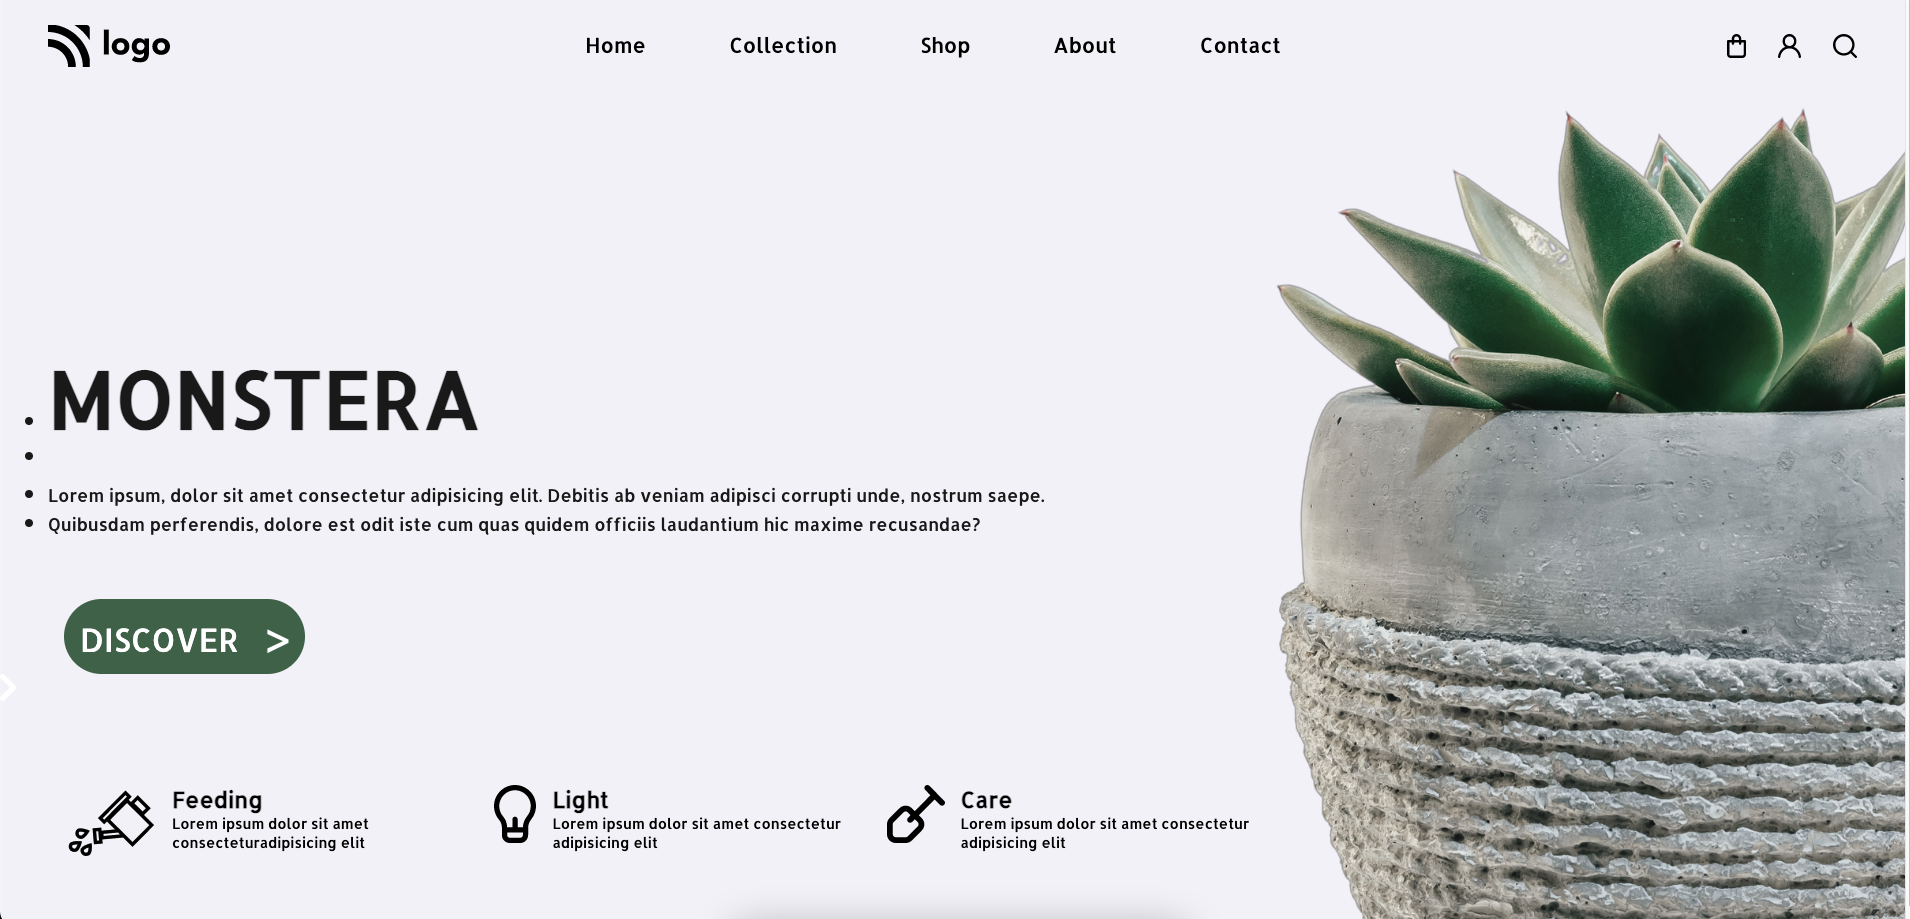 logo
Home Collection Shop About Contact
MONSTERA
Lorem ipsum, dolor sit amet consectetur adipisicing elit. Debitis ab veniam adipisci corrupti unde, nostrum saepe.
Quibusdam perferendis, dolore est odit iste cum quas quidem officiis laudantium hic maxime recusandae?
DISCOVER >
Feeding
Lorem ipsum dolor sit amet
consecteturadipisicing elit
Light
Lorem ipsum dolor sit amet consectetur
adipisicing elit
Care
Lorem ipsum dolor sit amet consectetur
adipisicing elit